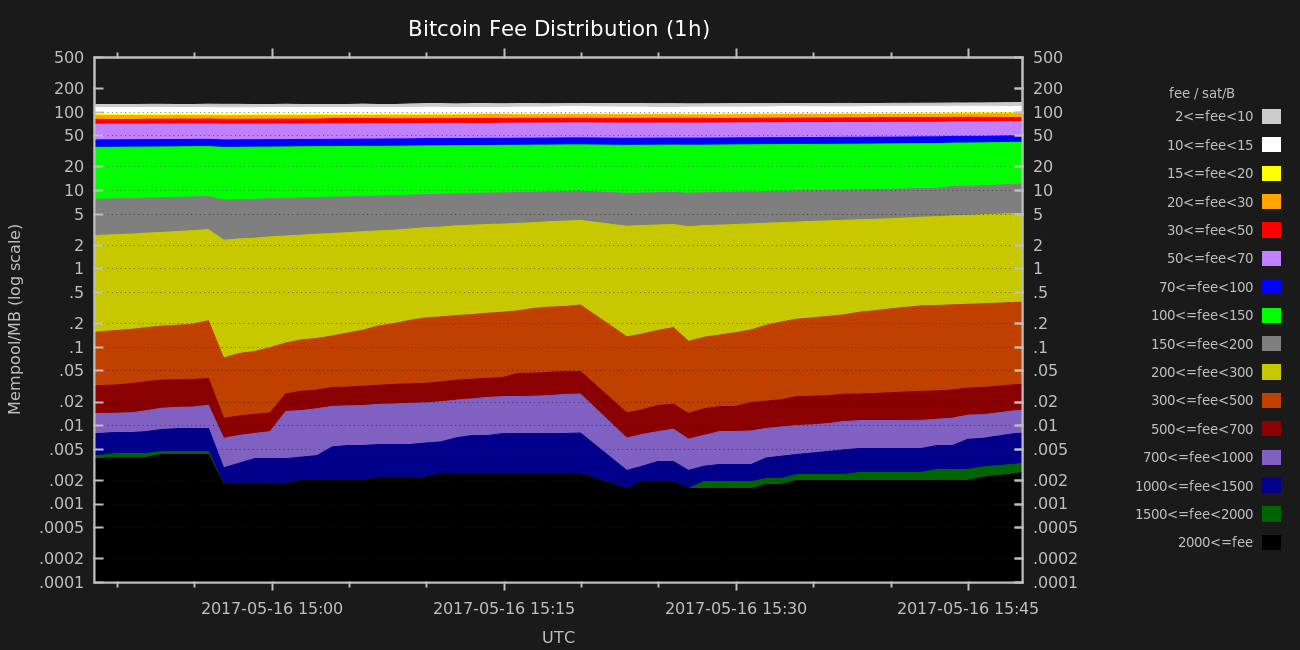 Bitcoin Fee Distribution (1h)
Mempool/MB (log scale)
500
200
100
50
20
10
5
2
1
.5
.2
.1
.05
.02
.01
.005
.002
.001
.0005
.0002
.0001
500
200
100
50
20
10
5
2
1
.5
.2
.1
.05
.02
.01
.005
.002
.001
.0005
.0002
.0001
fee / sat/B
2<=fee<10
10<=fee<15
15<=fee<20
20<=fee<30
30<=fee<50
50<=fee<70
70<=fee<100
100<=fee<150
150<=fee<200
200<=fee<300
300<=fee<500
500<=fee<700
700<=fee<1000
1000<=fee<1500
1500<=fee<2000
2000<=fee
2017-05-16 15:00 2017-05-16 15:15 2017-05-16 15:30 2017-05-16 15:45
UTC